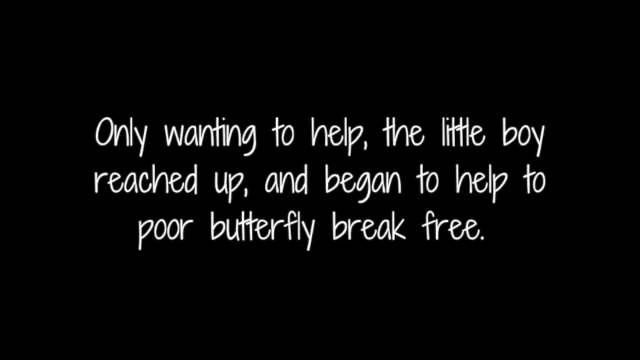 Only wanting to help, the little boy
reached up, and began to help to
poor butterfly break free.